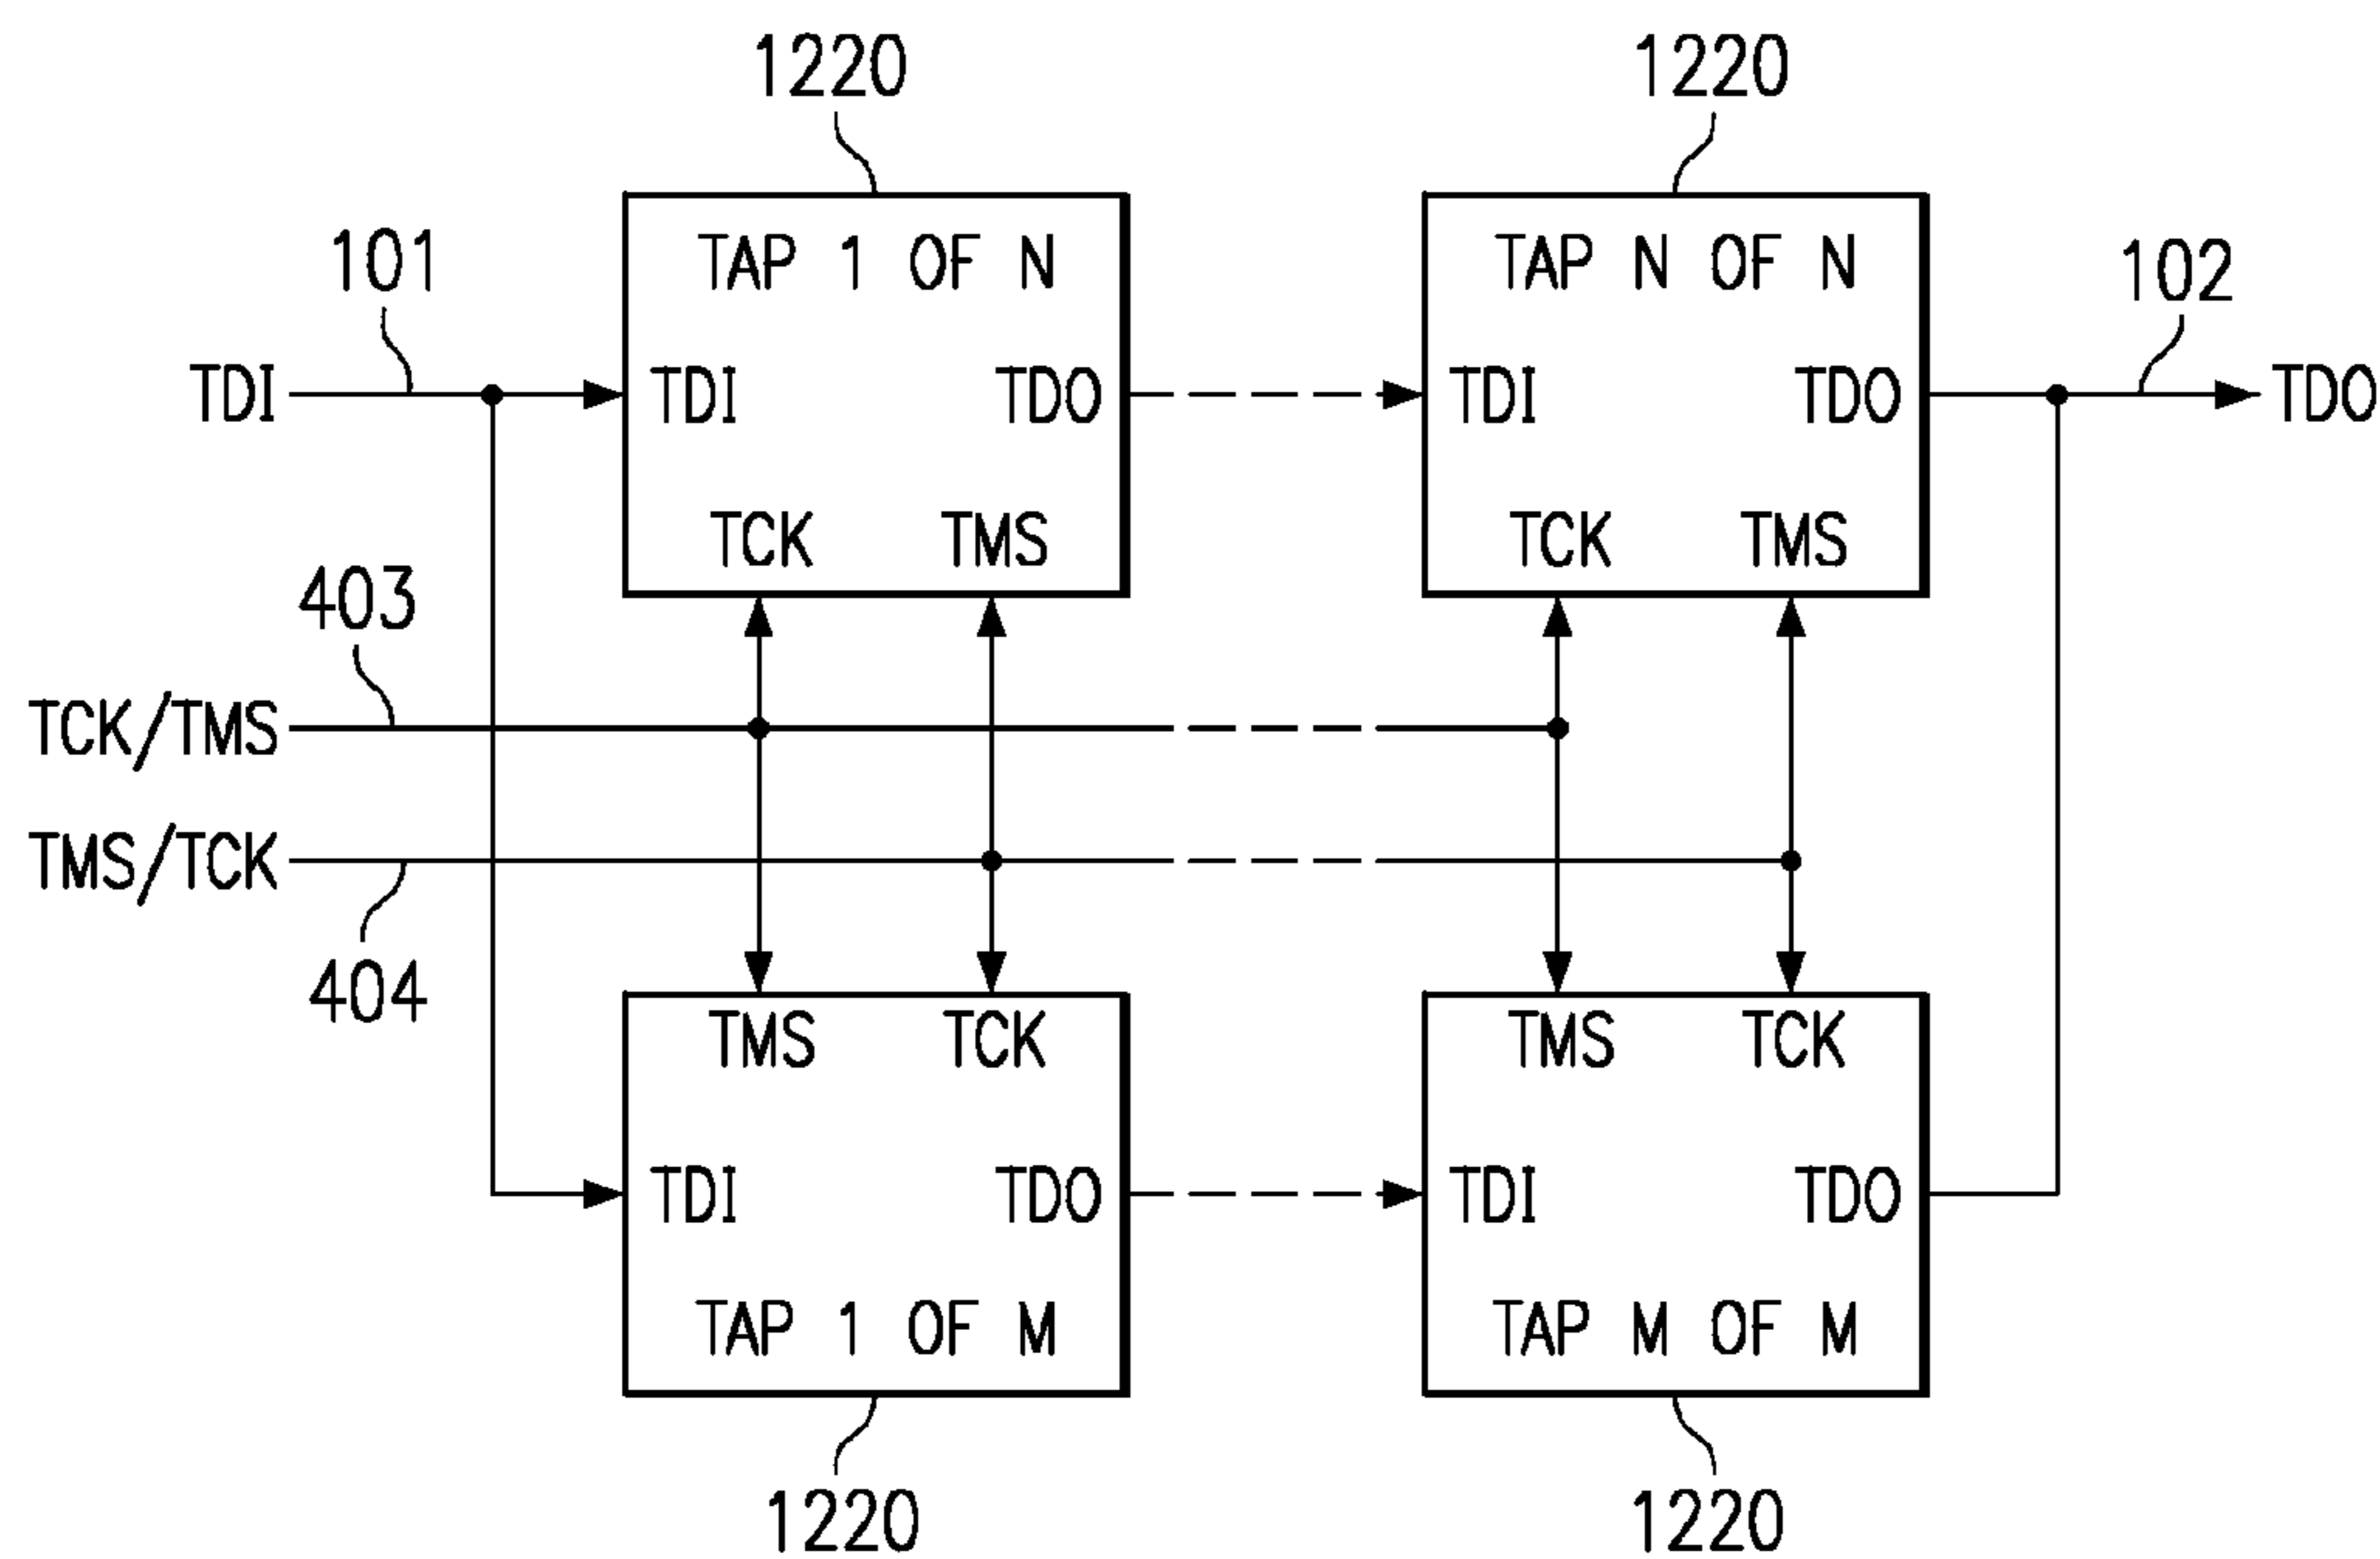 1220 1220
TAP 1 OF N TAP N OF N
101 102
TDI TDI TDO TDI TDO TDO
TCK TMS TCK TMS
403
TCK/TMS
TMS/TCK
404
TMS TCK TMS TCK
TDI TDO TDI TDO
TAP 1 OF M TAP M OF M
1220 1220